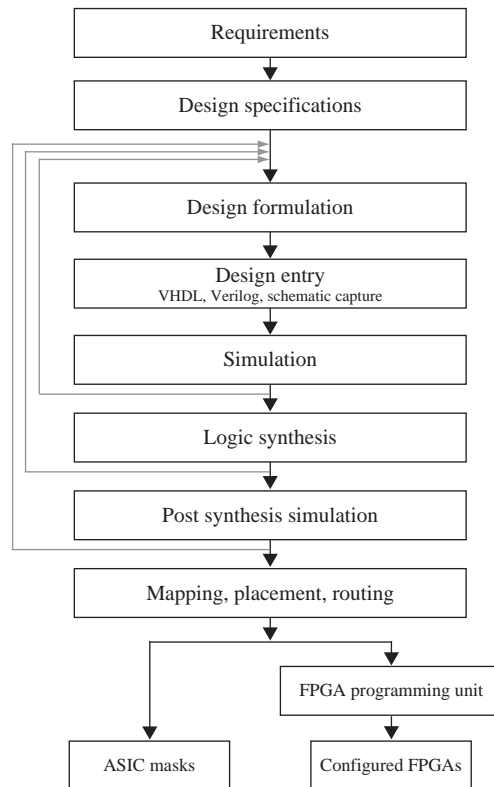 Requirements
Design specifications
Design formulation
Design entry
VHDL, Verilog, schematic capture
Simulation
Logic synthesis
Post synthesis simulation
Mapping, placement, routing
FPGA programming unit
ASIC masks
Configured FPGAs